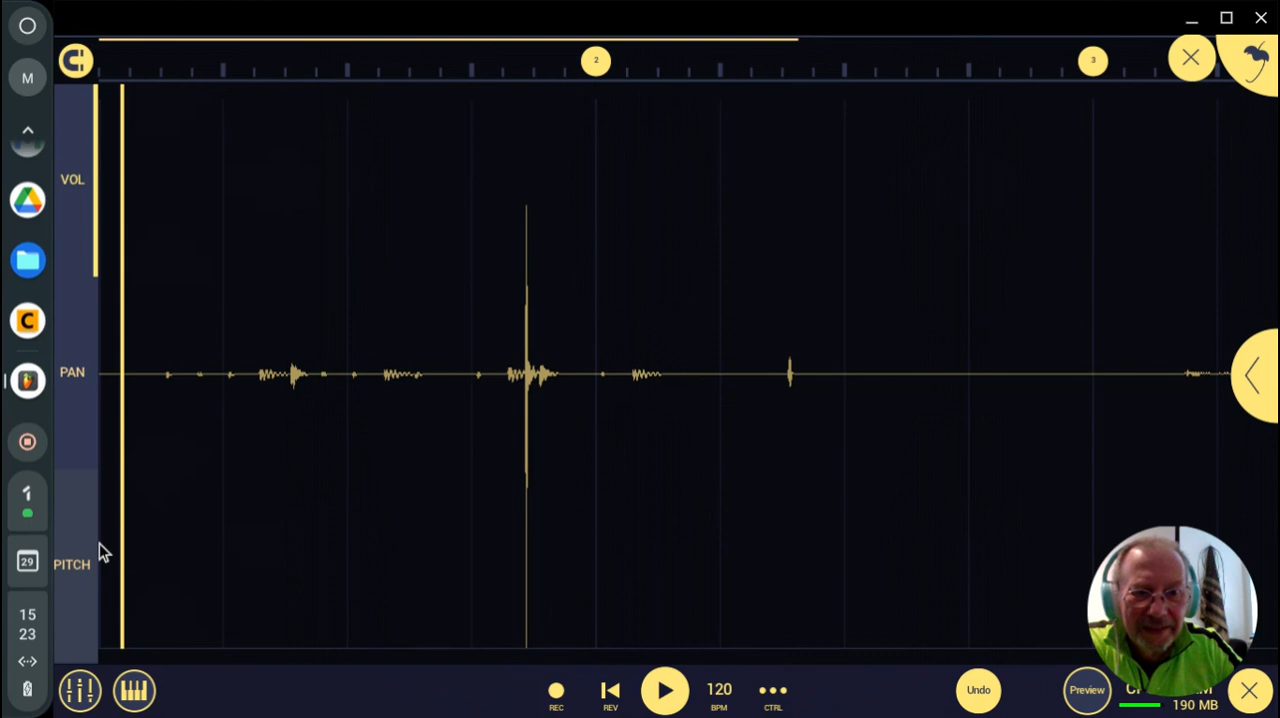 M
2
3
VOL
PAN
PITCH
C
29
15
23
REC
REV
120
BPM
CTRL
Undo
Preview
190 MB